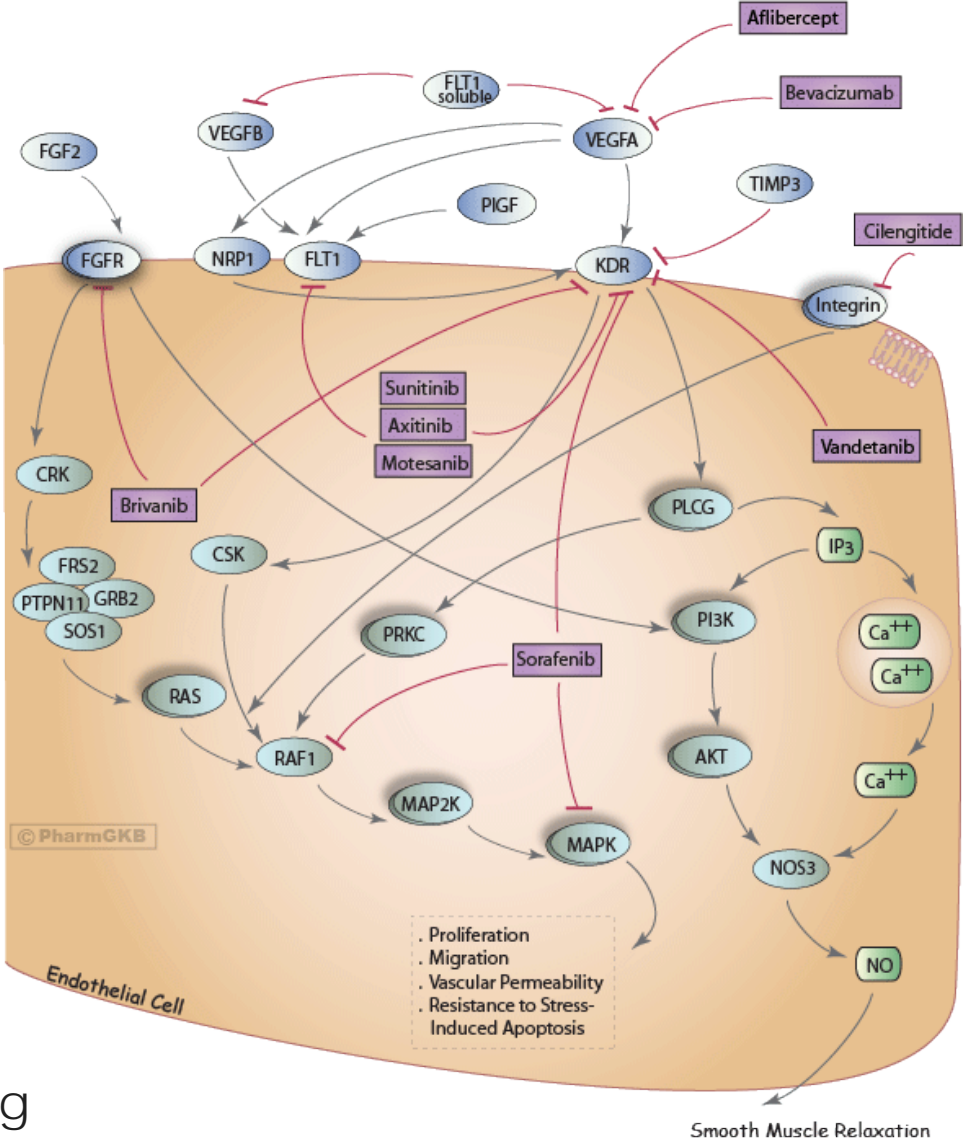 Aflibercept
FLT1
soluble
Bevacizumab
VEGFB
VEGFA
FGF2
TIMP3
PIGF
Cilengitide
FGFR
NRP1
FLT1
KDR
Integrin
Sunitinib
Axitinib
Motesanib
Vandetanib
CRK
Brivanib
PLCG
IP3
CSK
FRS2
PTPN11
GRB2
SOS1
PRKC
PI3K
Ca++
Ca++
Sorafenib
RAS
RAF1
AKT
Ca++
MAP2K
© PharmGKB
MAPK
NOS3
. Proliferation
. Migration
. Vascular Permeability
. Resistance to Stress-
Induced Apoptosis
NO
Endothelial Cell
g
Smooth Muscle Relaxation